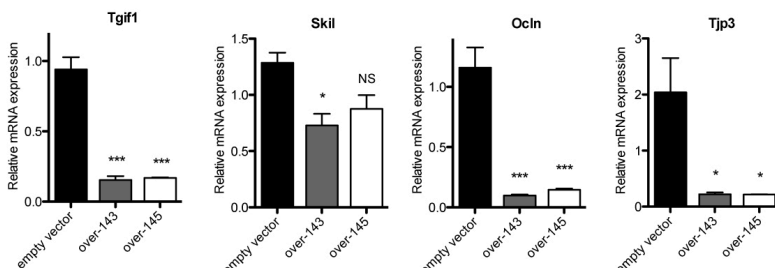 Tgif1
Relative mRNA expression
1.0
0.5
0.0
***
***
empty vector
over-143
over-145
Skil
Relative mRNA expression
1.5
1.0
0.5
0.0
*
NS
empty vector
over-143
over-145
Ocln
Relative mRNA expression
1.0
0.5
0.0
***
***
empty vector
over-143
over-145
Tjp3
Relative mRNA expression
3
2
1
0
*
*
empty vector
over-143
over-145